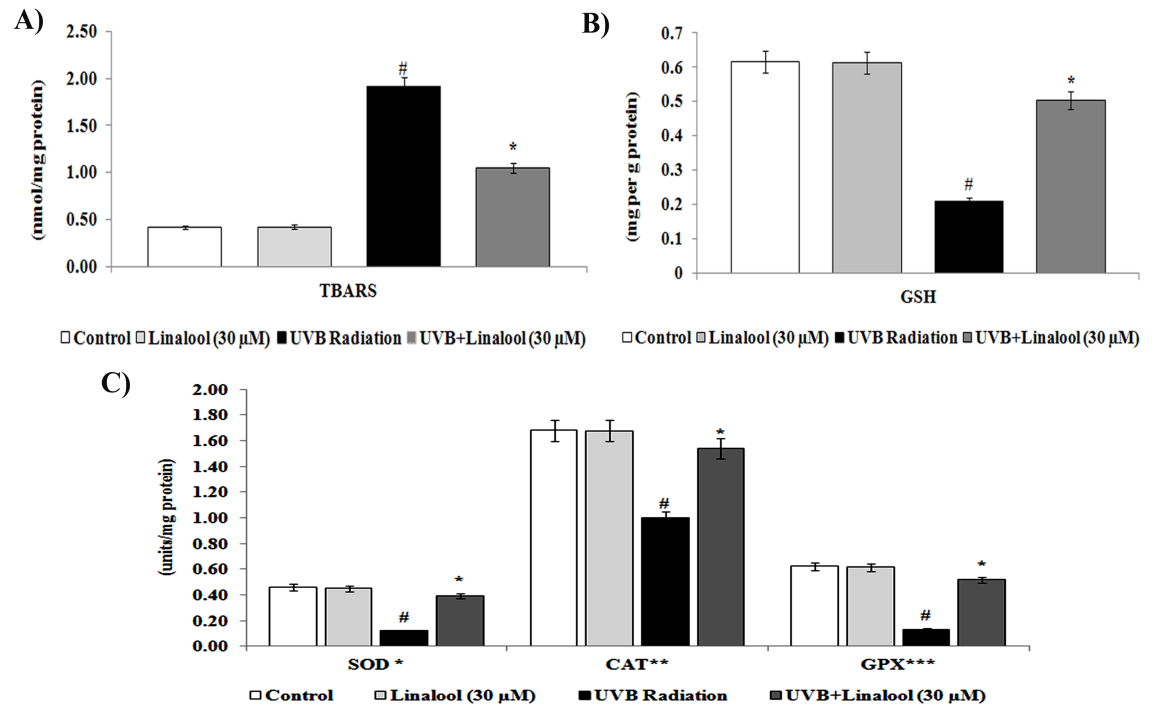 A)
2.50
2.00
1.50
1.00
0.50
0.00
(nmol/mg protein)
#
*
TBARS
Control Linalool (30 µM) UVB Radiation UVB+Linalool (30 µM)
B)
0.7
0.6
0.5
0.4
0.3
0.2
0.1
0
(mg per g protein)
#
*
GSH
Control Linalool (30 µM) UVB Radiation UVB+Linalool (30 µM)
C)
2.00
1.80
1.60
1.40
1.20
1.00
0.80
0.60
0.40
0.20
0.00
(units/mg protein)
#
*
#
*
#
*
SOD * CAT** GPX***
Control Linalool (30 µM) UVB Radiation UVB+Linalool (30 µM)